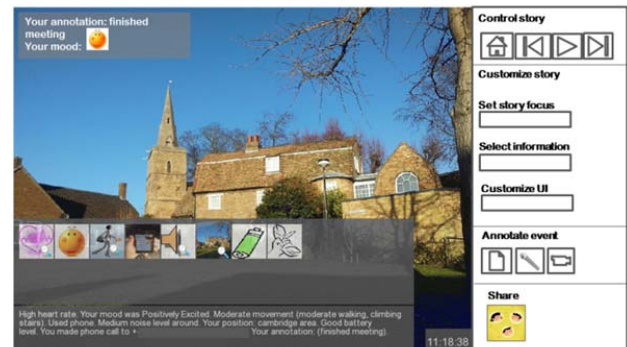 Your annotation: finished
meeting
Your mood:
High heart rate. Your mood was Positively Excited. Moderate movement (moderate walking, climbing
stairs). Used phone. Medium noise level around. Your position: cambridge area. Good battery
level. You made phone call to + Your annotation: (finished meeting).
11:18:38
Control story
Customize story
Set story focus
Select information
Customize UI
Annotate event
Share